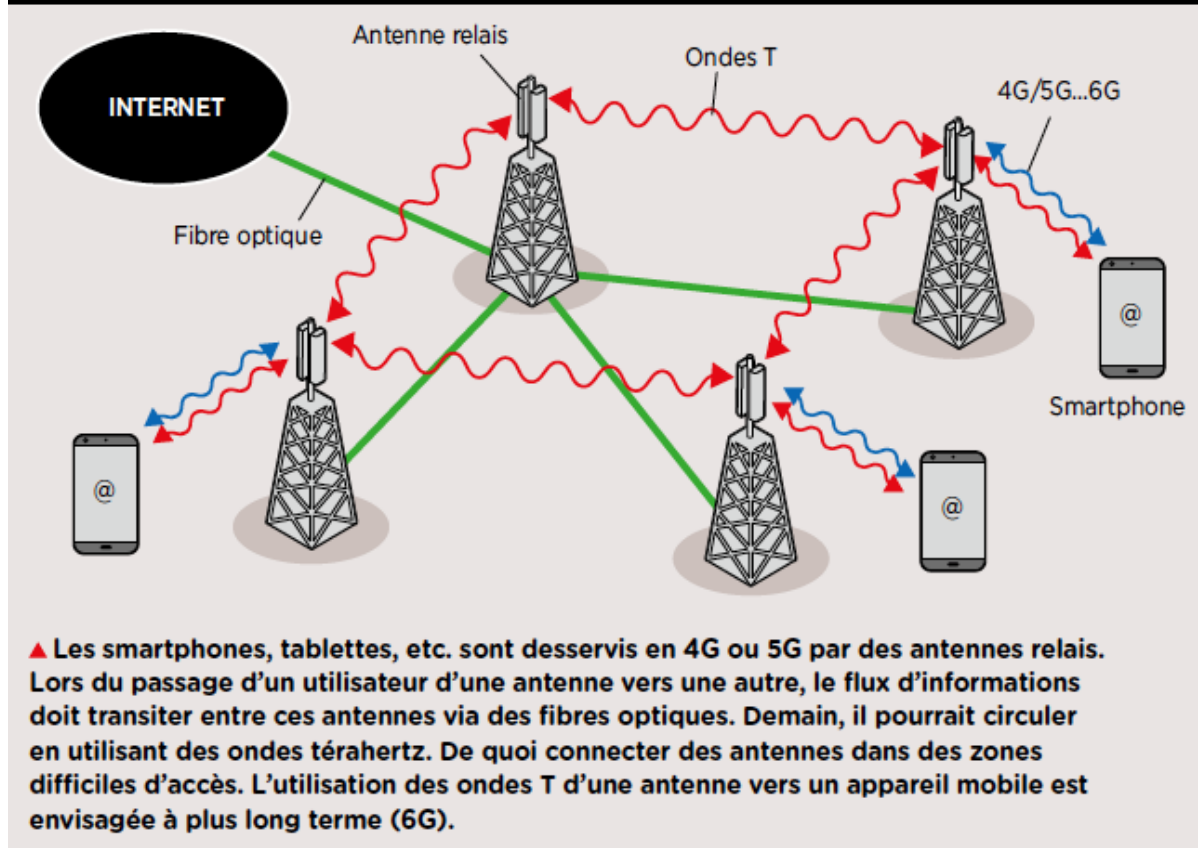 Antenne relais
Ondes T
4G/5G...6G
INTERNET
Fibre optique
@
Smartphone
@
@
▲ Les smartphones, tablettes, etc. sont desservis en 4G ou 5G par des antennes relais.
Lors du passage d’un utilisateur d’une antenne vers une autre, le flux d’informations
doit transiter entre ces antennes via des fibres optiques. Demain, il pourrait circuler
en utilisant des ondes térahertz. De quoi connecter des antennes dans des zones
difficiles d’accès. L’utilisation des ondes T d’une antenne vers un appareil mobile est
envisagée à plus long terme (6G).